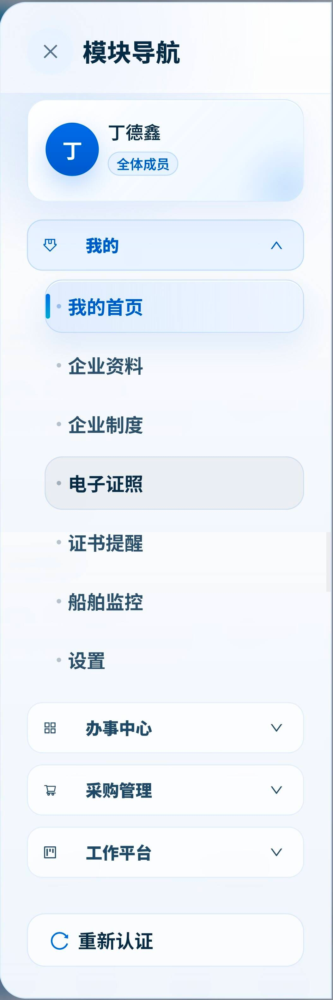 模块导航
丁
丁德鑫
全体成员
我的
我的首页
企业资料
企业制度
电子证照
证书提醒
船舶监控
设置
办事中心
采购管理
工作平台
重新认证